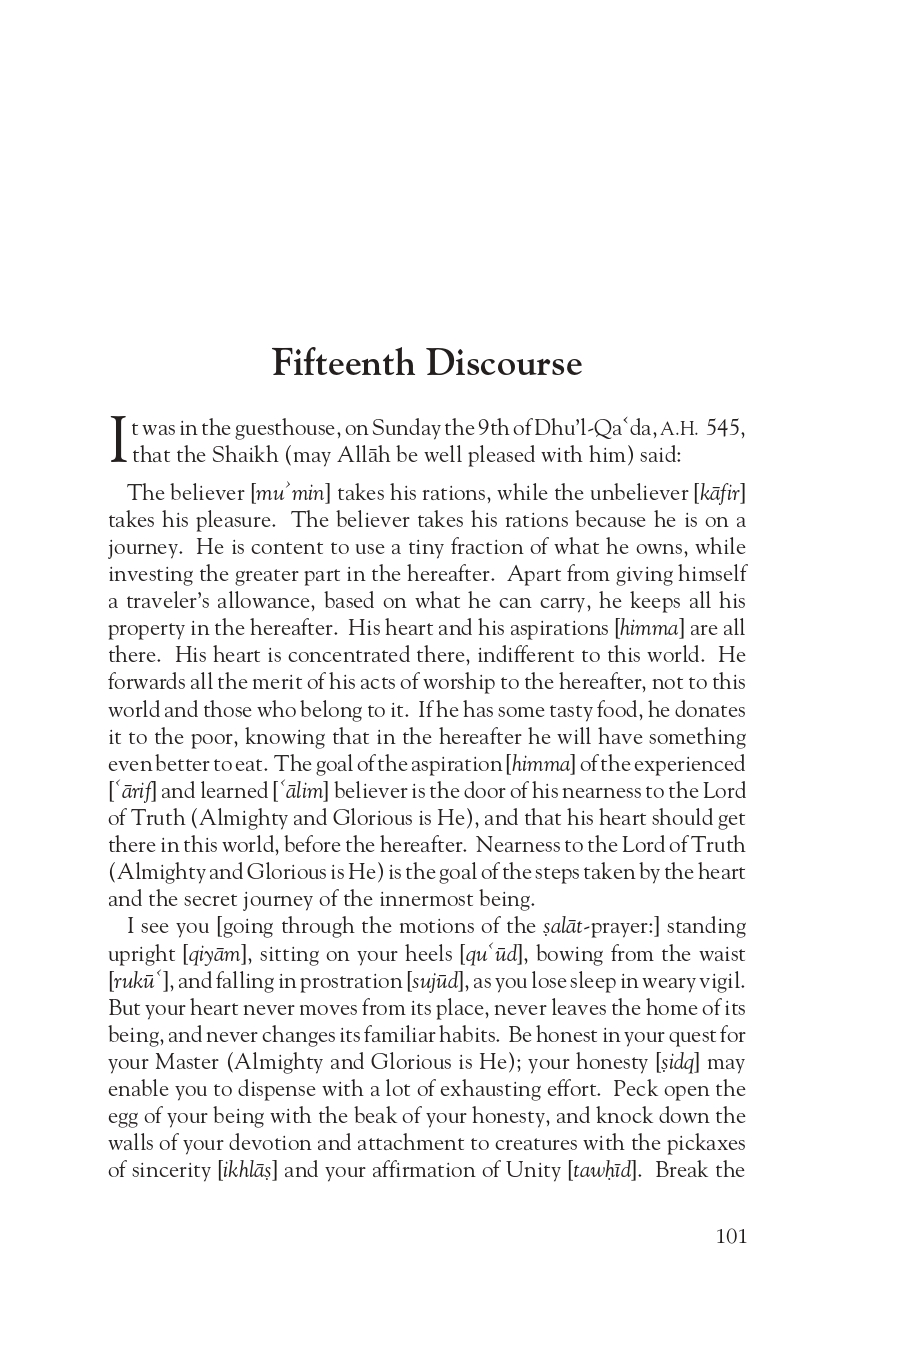 Fifteenth Discourse
It was in the guesthouse, on Sunday the 9th of Dhu’l-Qaʿda, A.H. 545,
that the Shaikh (may Allāh be well pleased with him) said:
The believer [muʾmin] takes his rations, while the unbeliever [kāfir]
takes his pleasure. The believer takes his rations because he is on a
journey. He is content to use a tiny fraction of what he owns, while
investing the greater part in the hereafter. Apart from giving himself
a traveler’s allowance, based on what he can carry, he keeps all his
property in the hereafter. His heart and his aspirations [himma] are all
there. His heart is concentrated there, indifferent to this world. He
forwards all the merit of his acts of worship to the hereafter, not to this
world and those who belong to it. If he has some tasty food, he donates
it to the poor, knowing that in the hereafter he will have something
even better to eat. The goal of the aspiration [himma] of the experienced
[ʿārif] and learned [ʿālim] believer is the door of his nearness to the Lord
of Truth (Almighty and Glorious is He), and that his heart should get
there in this world, before the hereafter. Nearness to the Lord of Truth
(Almighty and Glorious is He) is the goal of the steps taken by the heart
and the secret journey of the innermost being.
I see you [going through the motions of the ṣalāt-prayer:] standing
upright [qiyām], sitting on your heels [quʿūd], bowing from the waist
[rukūʿ], and falling in prostration [sujūd], as you lose sleep in weary vigil.
But your heart never moves from its place, never leaves the home of its
being, and never changes its familiar habits. Be honest in your quest for
your Master (Almighty and Glorious is He); your honesty [ṣidq] may
enable you to dispense with a lot of exhausting effort. Peck open the
egg of your being with the beak of your honesty, and knock down the
walls of your devotion and attachment to creatures with the pickaxes
of sincerity [ikhlāṣ] and your affirmation of Unity [tawḥīd]. Break the
101